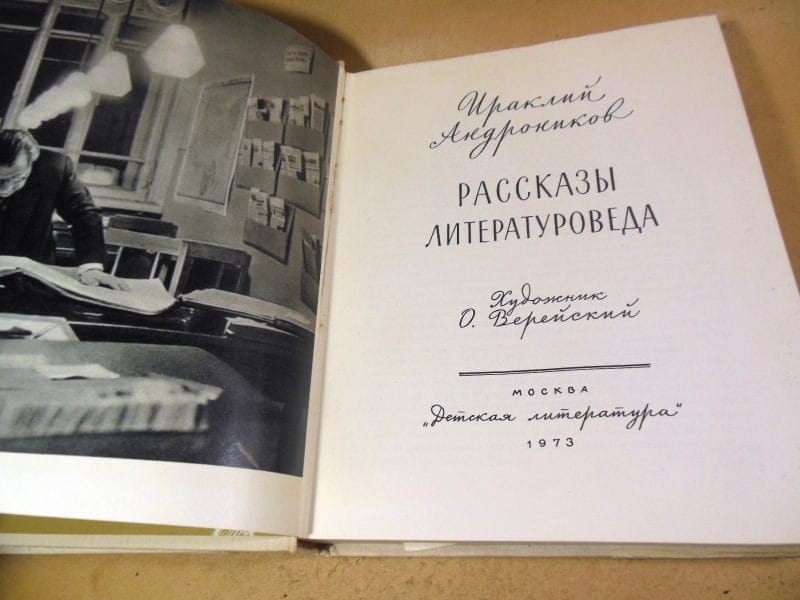 Ираклий
Андроников
РАССКАЗЫ
ЛИТЕРАТУРОВЕДА
Художник
О. Верейский
МОСКВА
„Детская литература“
1973